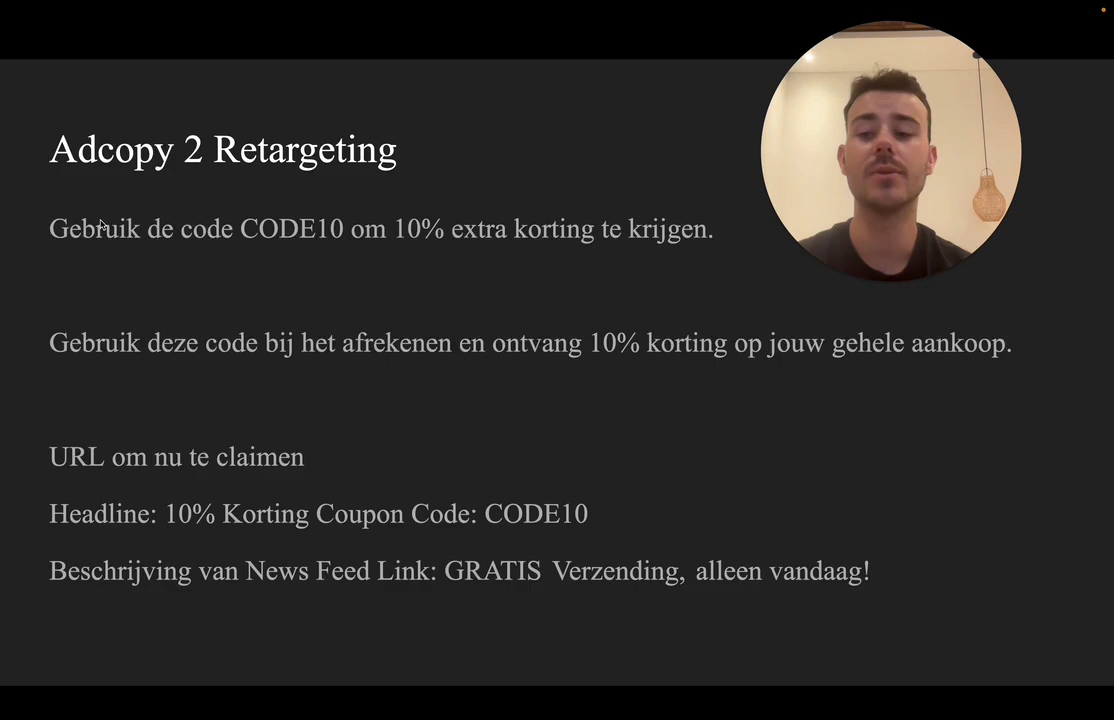 Adcopy 2 Retargeting
Gebruik de code CODE10 om 10% extra korting te krijgen.
Gebruik deze code bij het afrekenen en ontvang 10% korting op jouw gehele aankoop.
URL om nu te claimen
Headline: 10% Korting Coupon Code: CODE10
Beschrijving van News Feed Link: GRATIS Verzending, alleen vandaag!